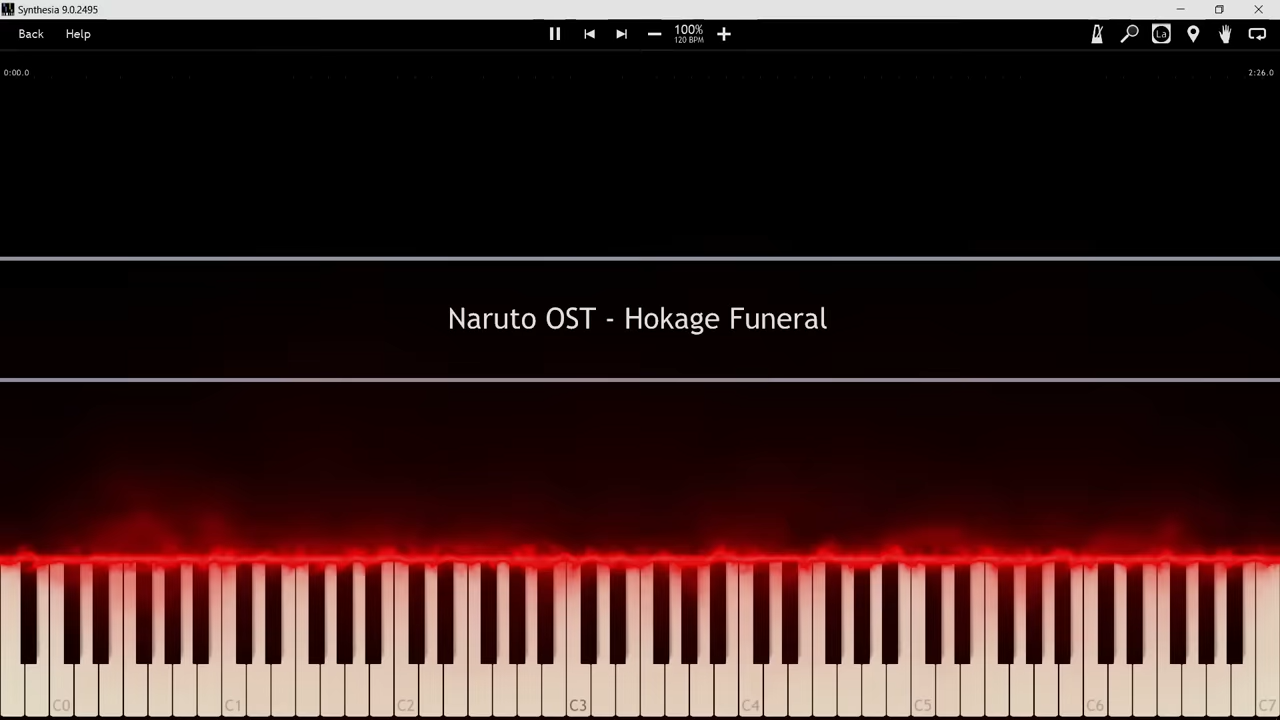 Synthesia 9.0.2495
Back Help 100% La
120 BPM
0:00.0 2:26.0
Naruto OST - Hokage Funeral
C0 C1 C2 C3 C4 C5 C6 C7